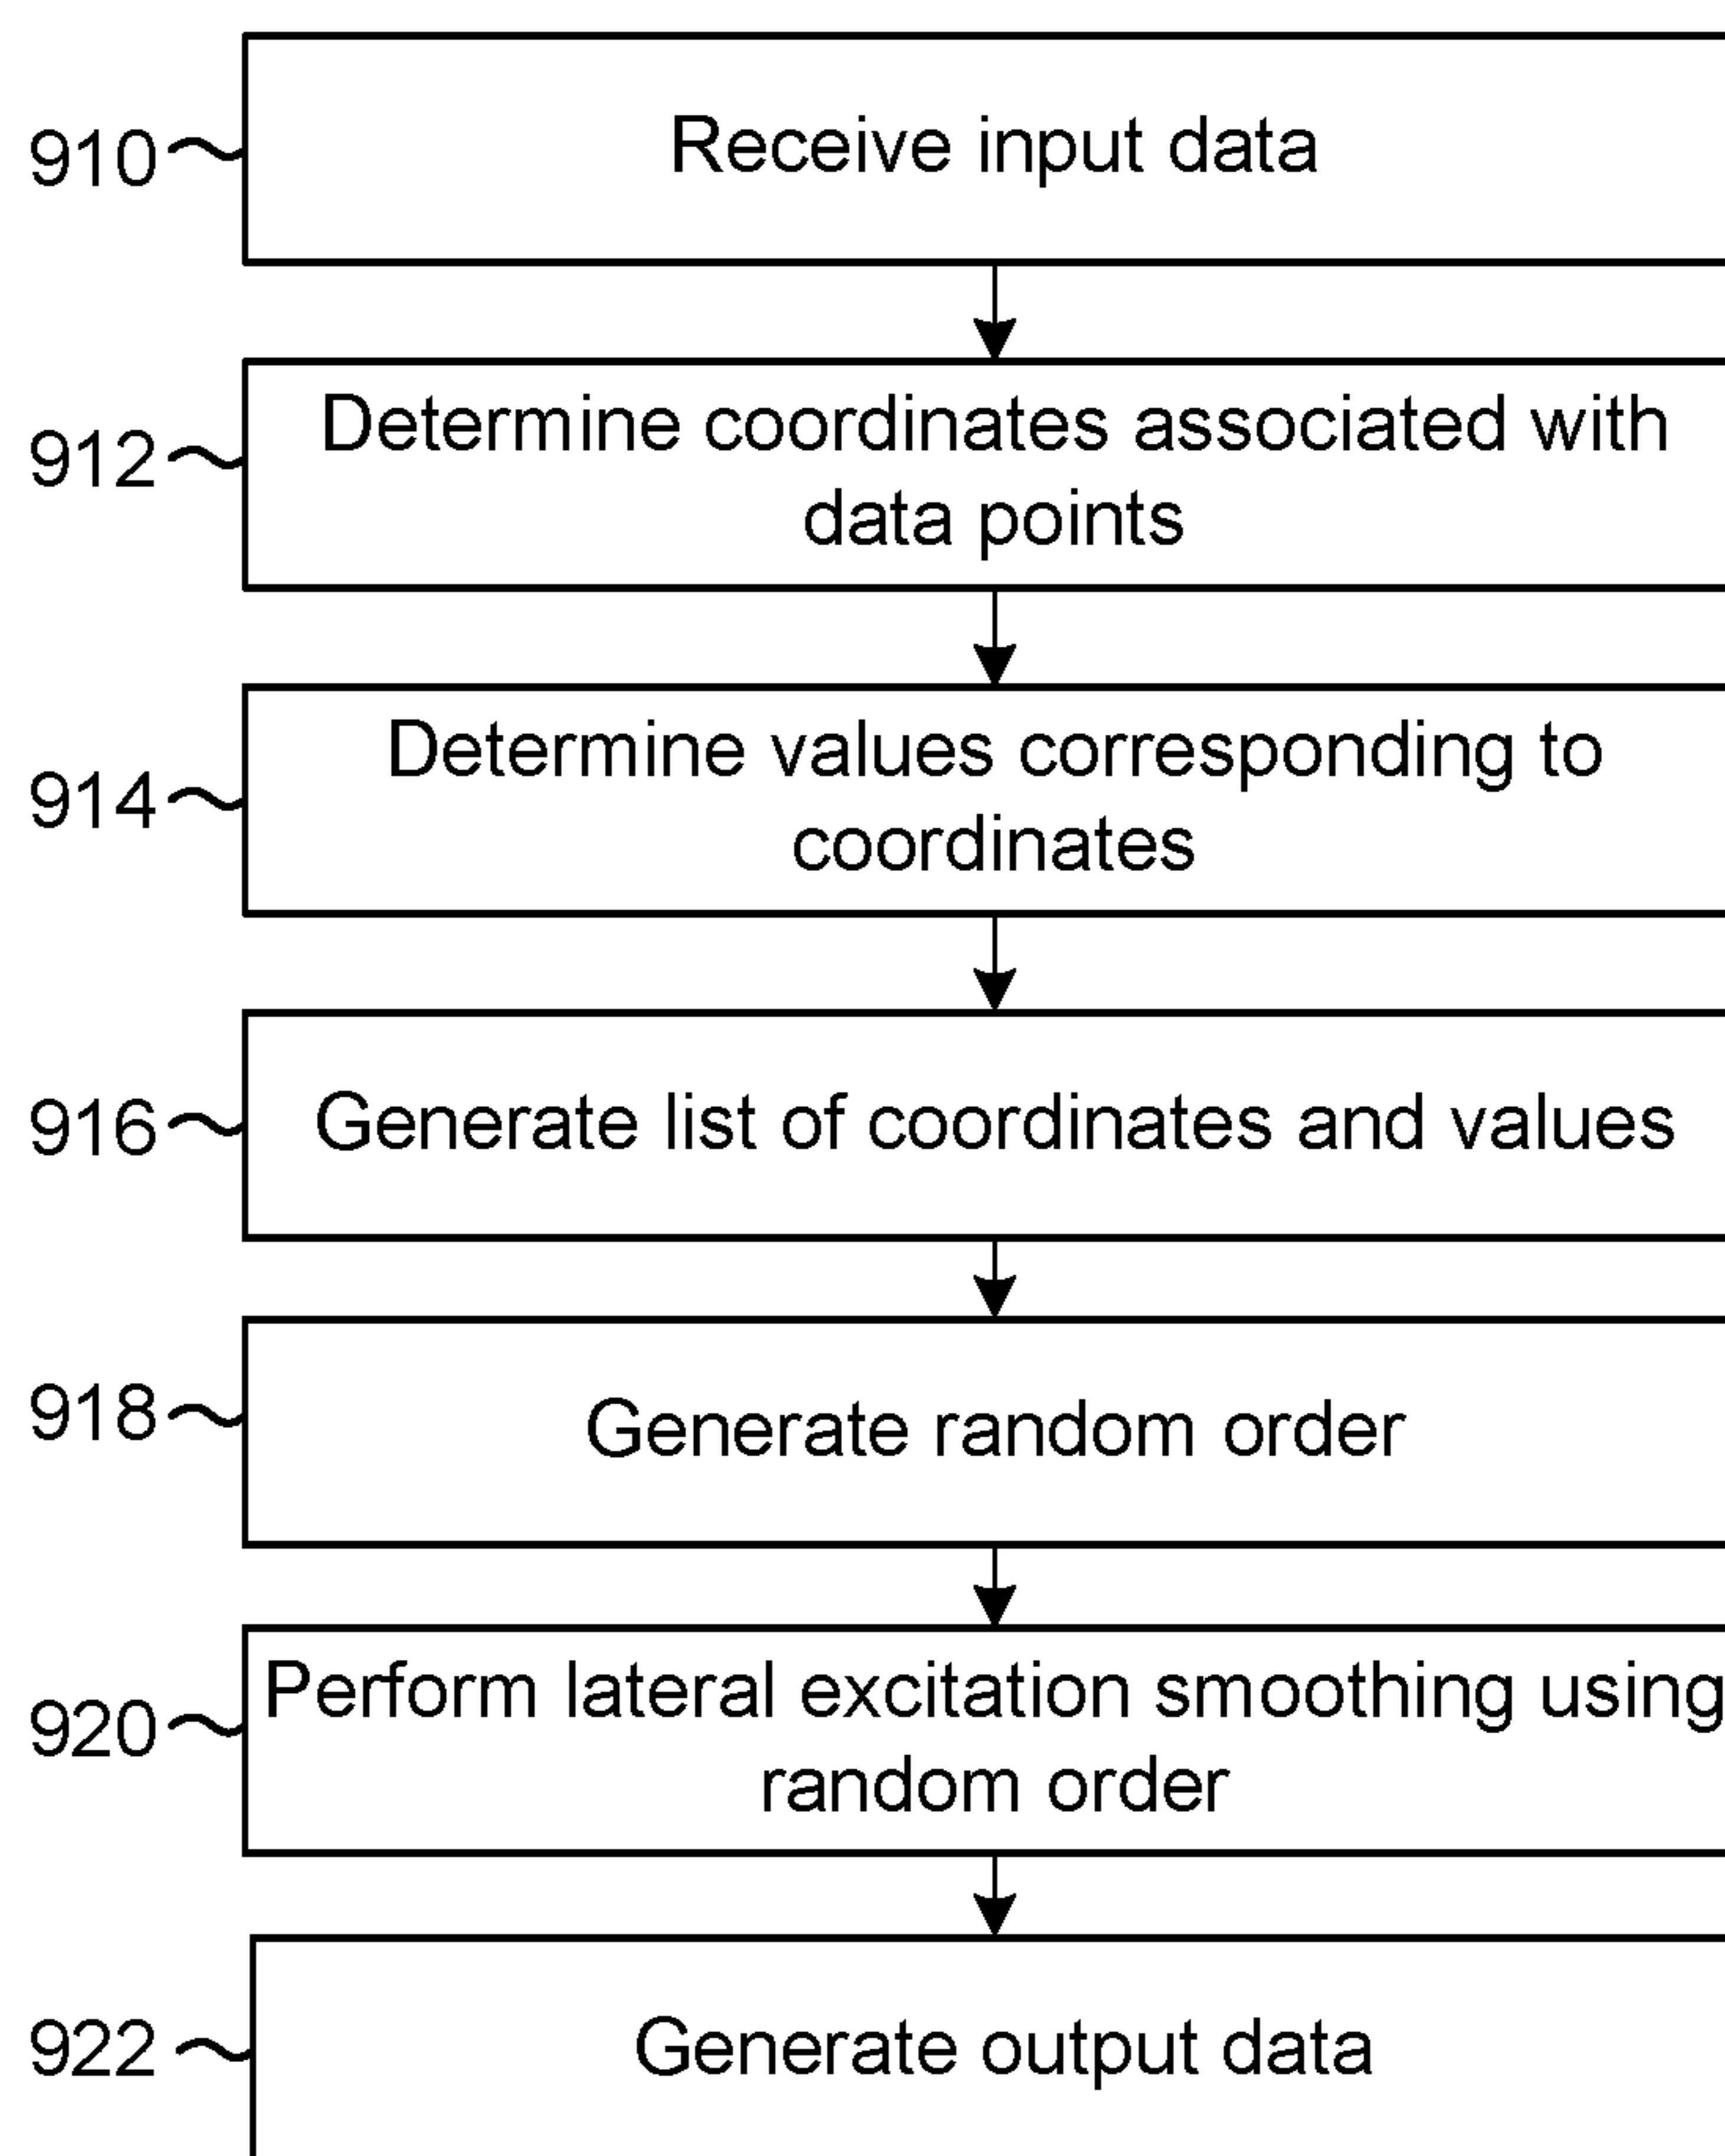 910
Receive input data
912
Determine coordinates associated with
data points
914
Determine values corresponding to
coordinates
916
Generate list of coordinates and values
918
Generate random order
920
Perform lateral excitation smoothing using
random order
922
Generate output data